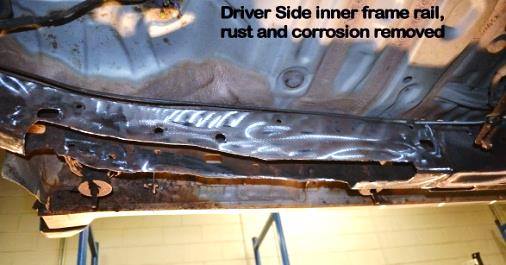 Driver Side inner frame rail,
rust and corrosion removed